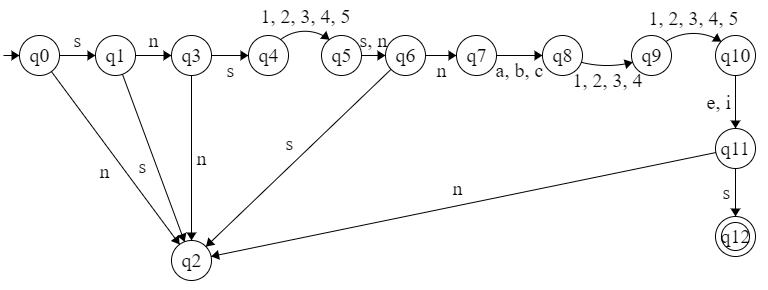 1, 2, 3, 4, 5
1, 2, 3, 4, 5
s
n
s, n
q0
q1
q3
q4
q5
q6
q7
q8
q9
q10
s
n
a, b, c
1, 2, 3, 4
e, i
s
q11
n
s
n
n
s
q12
q2